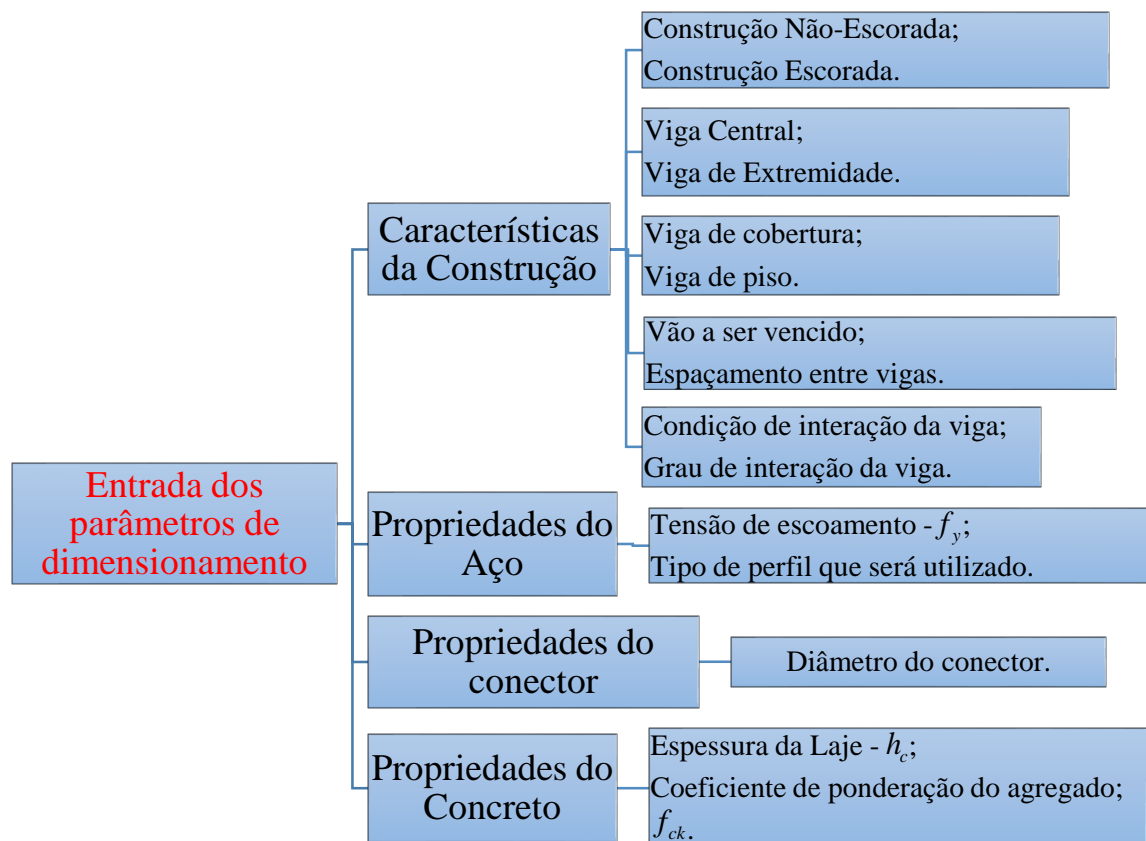 Entrada dos
parâmetros de
dimensionamento
Características
da Construção
Construção Não-Escorada;
Construção Escorada.
Viga Central;
Viga de Extremidade.
Viga de cobertura;
Viga de piso.
Vão a ser vencido;
Espaçamento entre vigas.
Condição de interação da viga;
Grau de interação da viga.
Propriedades do
Aço
Tensão de escoamento - f_y;
Tipo de perfil que será utilizado.
Propriedades do
conector
Diâmetro do conector.
Propriedades do
Concreto
Espessura da Laje - h_c;
Coeficiente de ponderação do agregado;
f_ck.